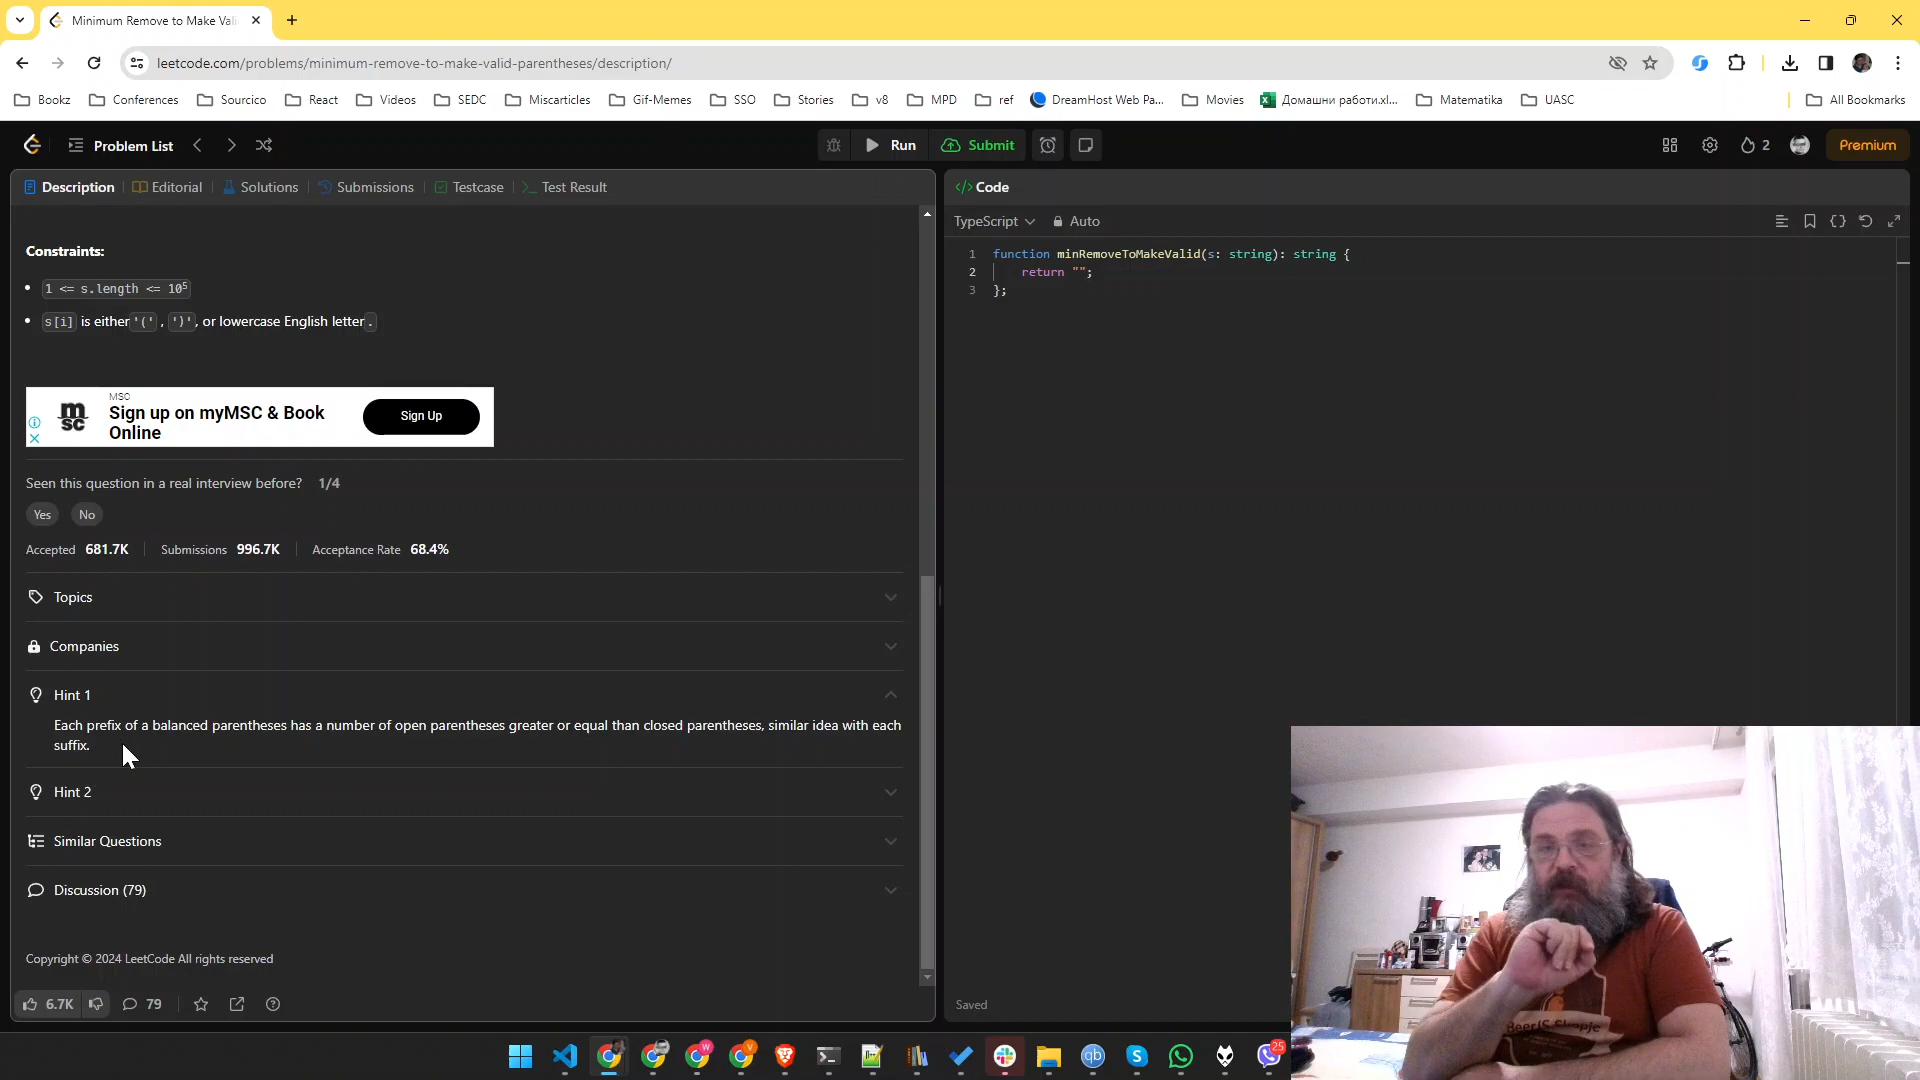 Minimum Remove to Make Vali
leetcode.com/problems/minimum-remove-to-make-valid-parentheses/description/
Bookz
Conferences
Sourcico
React
Videos
SEDC
Miscarticles
Gif-Memes
SSO
Stories
v8
MPD
ref
DreamHost Web Pa...
Movies
Домашни работи.xl...
Matematika
UASC
All Bookmarks
Problem List
Run
Submit
2
Premium
Description
Editorial
Solutions
Submissions
Testcase
Test Result
</> Code
TypeScript
Auto
Constraints:
1 <= s.length <= 10⁵
s[i] is either '(' , ')', or lowercase English letter.
1 function minRemoveToMakeValid(s: string): string {
2 return "";
3 };
MSC
Sign up on myMSC & Book
Online
Sign Up
msc
Seen this question in a real interview before? 1/4
Yes
No
Accepted 681.7K
Submissions 996.7K
Acceptance Rate 68.4%
Topics
Companies
Hint 1
Each prefix of a balanced parentheses has a number of open parentheses greater or equal than closed parentheses, similar idea with each
suffix.
Hint 2
Similar Questions
Discussion (79)
Copyright © 2024 LeetCode All rights reserved
6.7K
79
Saved
Beer.JS Skopje
W
V
qb
25